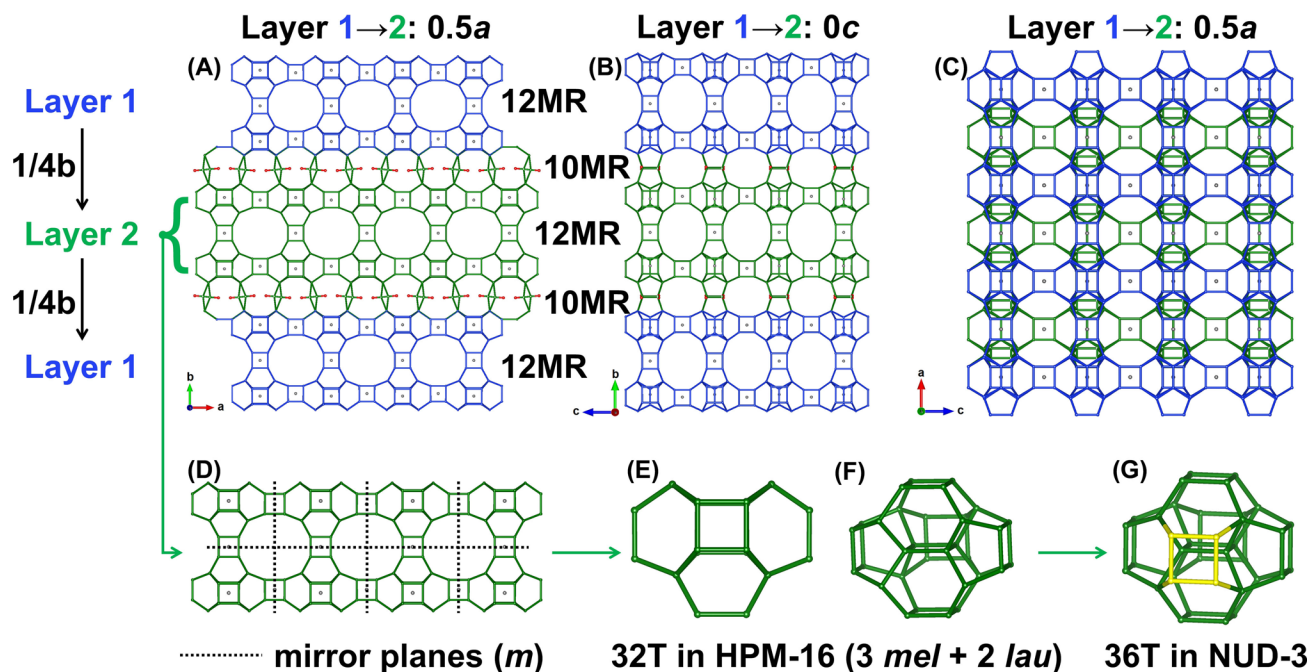 Layer 1→2: 0.5a
Layer 1→2: 0c
Layer 1→2: 0.5a
(A)
(B)
(C)
Layer 1
12MR
1/4b
10MR
Layer 2
12MR
1/4b
10MR
Layer 1
12MR
b
a
b
c
a
c
(D)
(E)
(F)
(G)
mirror planes (m)
32T in HPM-16 (3 mel + 2 lau)
36T in NUD-3